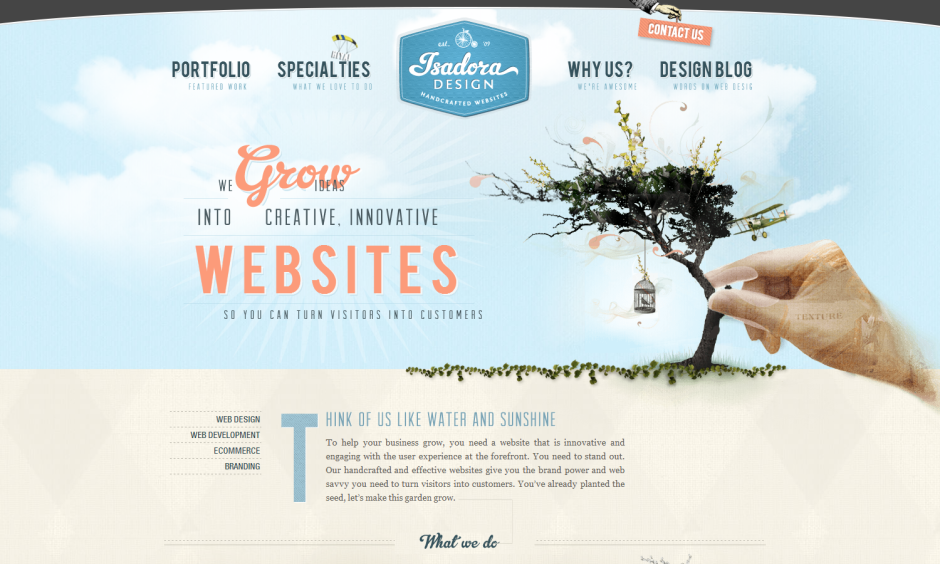 CONTACT US
PORTFOLIO
FEATURED WORK
SPECIALTIES
WHAT WE LOVE TO DO
est. '09
Isadora
DESIGN
HANDCRAFTED WEBSITES
WHY US?
WE'RE AWESOME
DESIGN BLOG
WORDS ON WEB DESIG
WE Grow IDEAS
INTO CREATIVE, INNOVATIVE
WEBSITES
SO YOU CAN TURN VISITORS INTO CUSTOMERS
TEXTURE
WEB DESIGN
WEB DEVELOPMENT
ECOMMERCE
BRANDING
THINK OF US LIKE WATER AND SUNSHINE
To help your business grow, you need a website that is innovative and
engaging with the user experience at the forefront. You need to stand out.
Our handcrafted and effective websites give you the brand power and web
savvy you need to turn visitors into customers. You've already planted the
seed, let's make this garden grow.
What we do